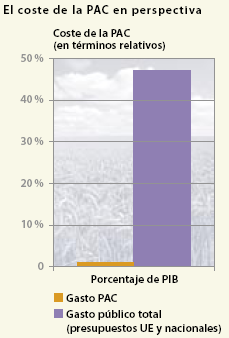 El coste de la PAC en perspectiva
Coste de la PAC
(en términos relativos)
50 %
40 %
30 %
20 %
10 %
0
Porcentaje de PIB
Gasto PAC
Gasto público total
(presupuestos UE y nacionales)